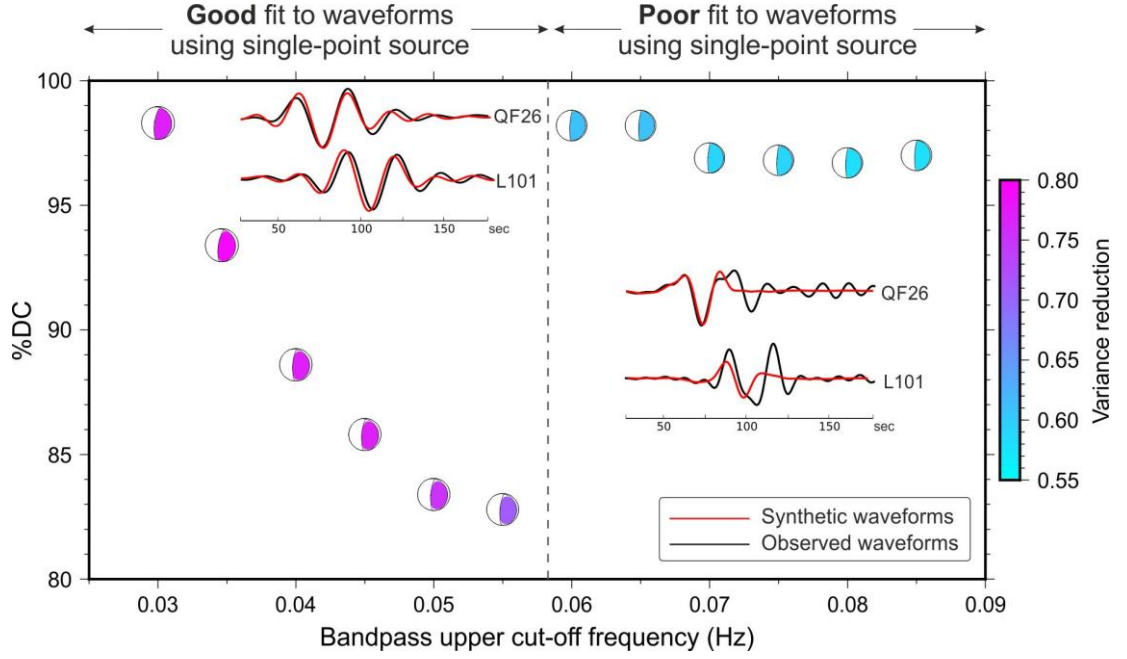 Good fit to waveforms
using single-point source
Poor fit to waveforms
using single-point source
100
95
90
85
80
%DC
QF26
L101
50 100 150 sec
QF26
L101
50 100 150 sec
Synthetic waveforms
Observed waveforms
0.03 0.04 0.05 0.06 0.07 0.08 0.09
Bandpass upper cut-off frequency (Hz)
0.80
0.75
0.70
0.65
0.60
0.55
Variance reduction